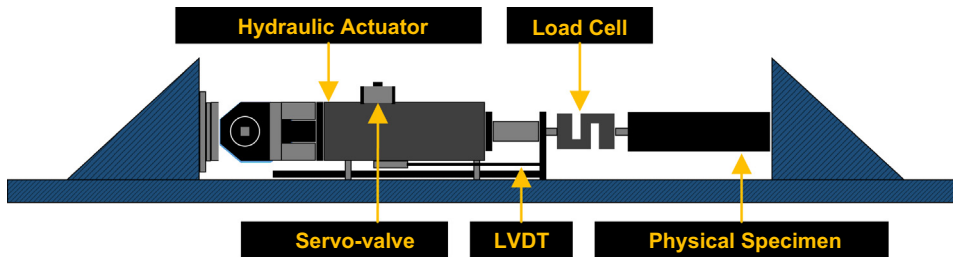 Hydraulic Actuator
Load Cell
Servo-valve
LVDT
Physical Specimen